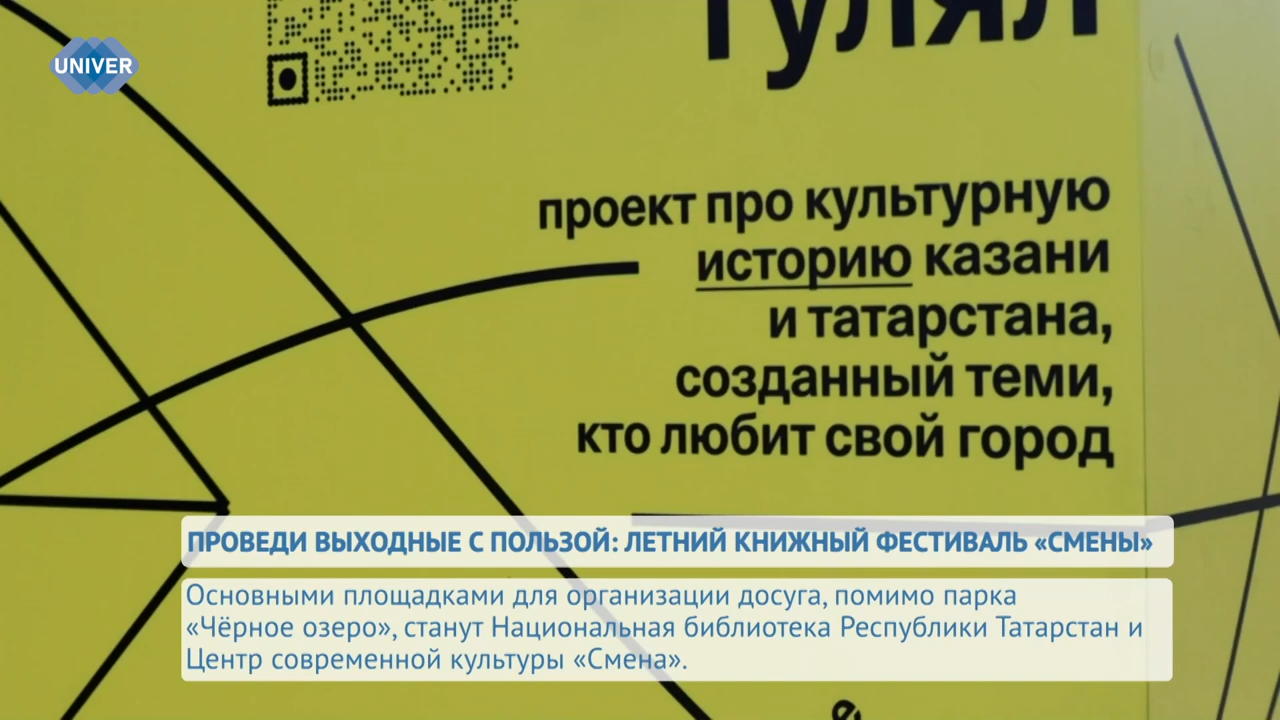 UNIVER
гулял
проект про культурную
историю казани
и татарстана,
созданный теми,
кто любит свой город
ПРОВЕДИ ВЫХОДНЫЕ С ПОЛЬЗОЙ: ЛЕТНИЙ КНИЖНЫЙ ФЕСТИВАЛЬ «СМЕНЫ»
Основными площадками для организации досуга, помимо парка
«Чёрное озеро», станут Национальная библиотека Республики Татарстан и
Центр современной культуры «Смена».